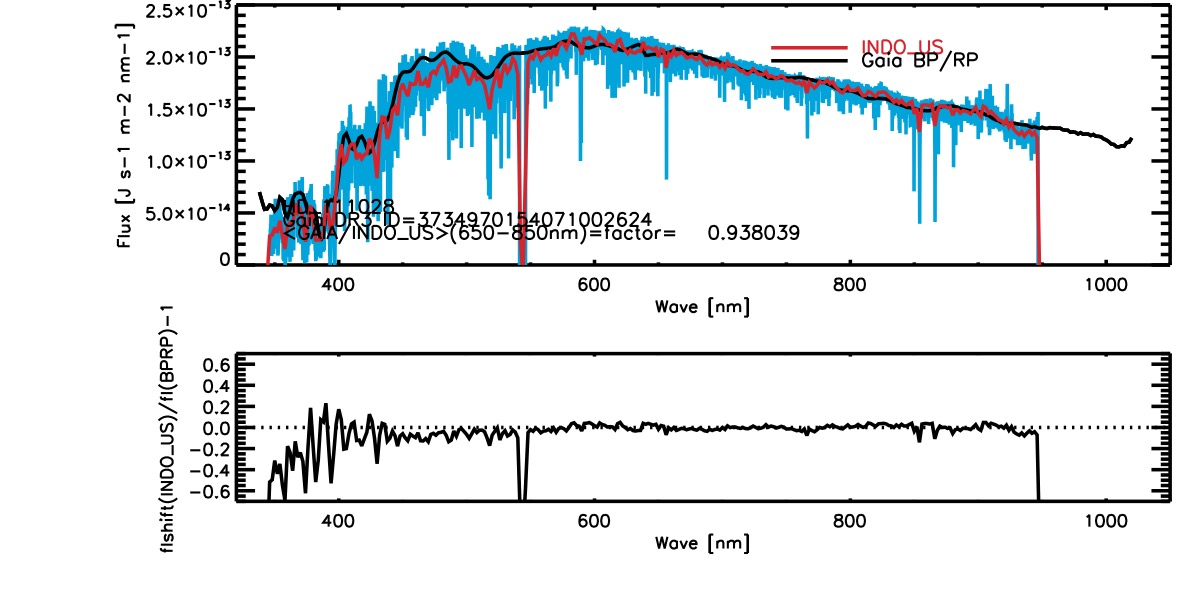 2.5×10⁻¹³
2.0×10⁻¹³
1.5×10⁻¹³
1.0×10⁻¹³
5.0×10⁻¹⁴
0
Flux [J s-1 m-2 nm-1]
INDO_US
Gaia BP/RP
111028
Gaia DR3 ID=3734970154071002624
<GAIA/INDO_US>(650-850nm)=factor= 0.938039
400 600 800 1000
Wave [nm]
flshift(INDO_US)/fl(BPRP)-1
0.6
0.4
0.2
0.0
-0.2
-0.4
-0.6
400 600 800 1000
Wave [nm]